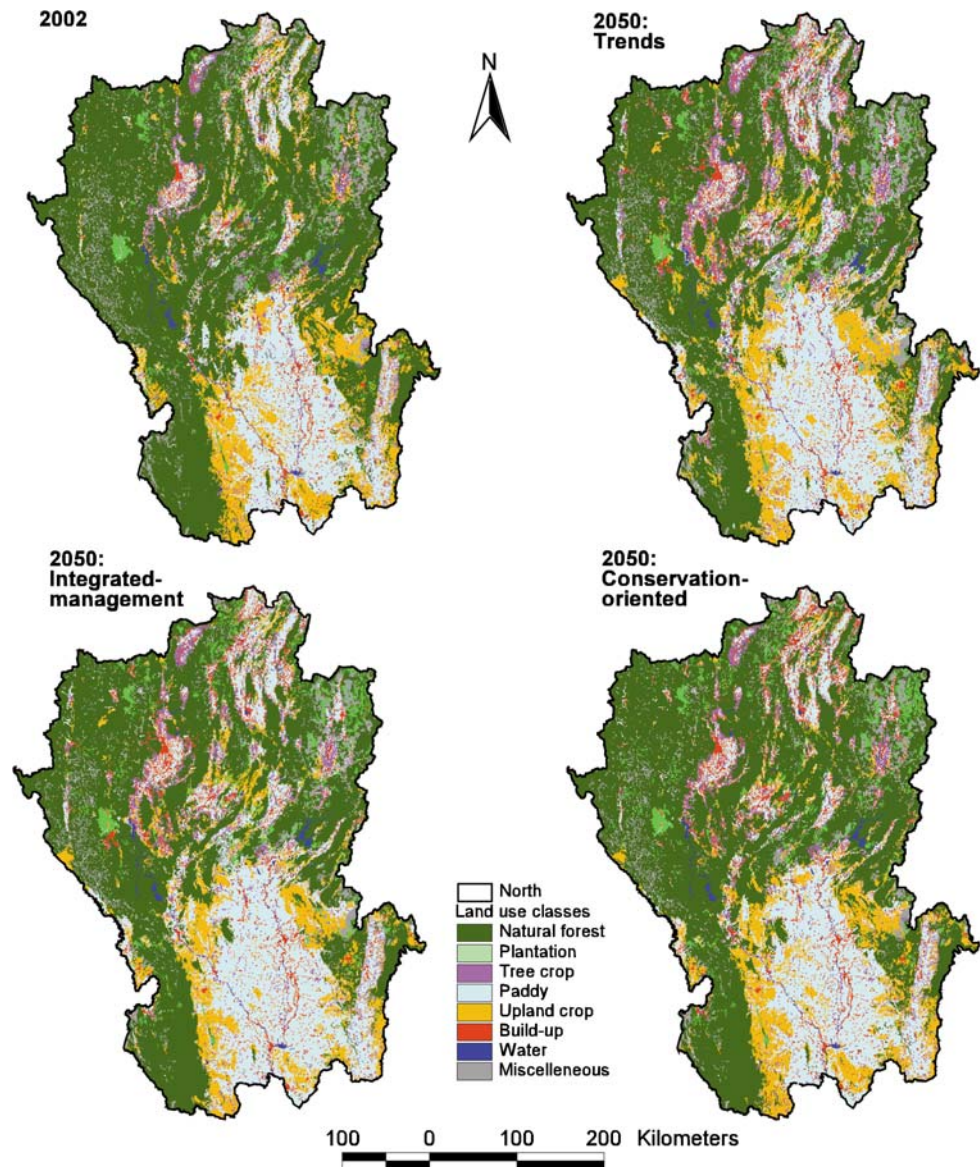 2002
2050:
Trends
N
2050:
Integrated-
management
2050:
Conservation-
oriented
North
Land use classes
Natural forest
Plantation
Tree crop
Paddy
Upland crop
Build-up
Water
Miscelleneous
100 0 100 200 Kilometers